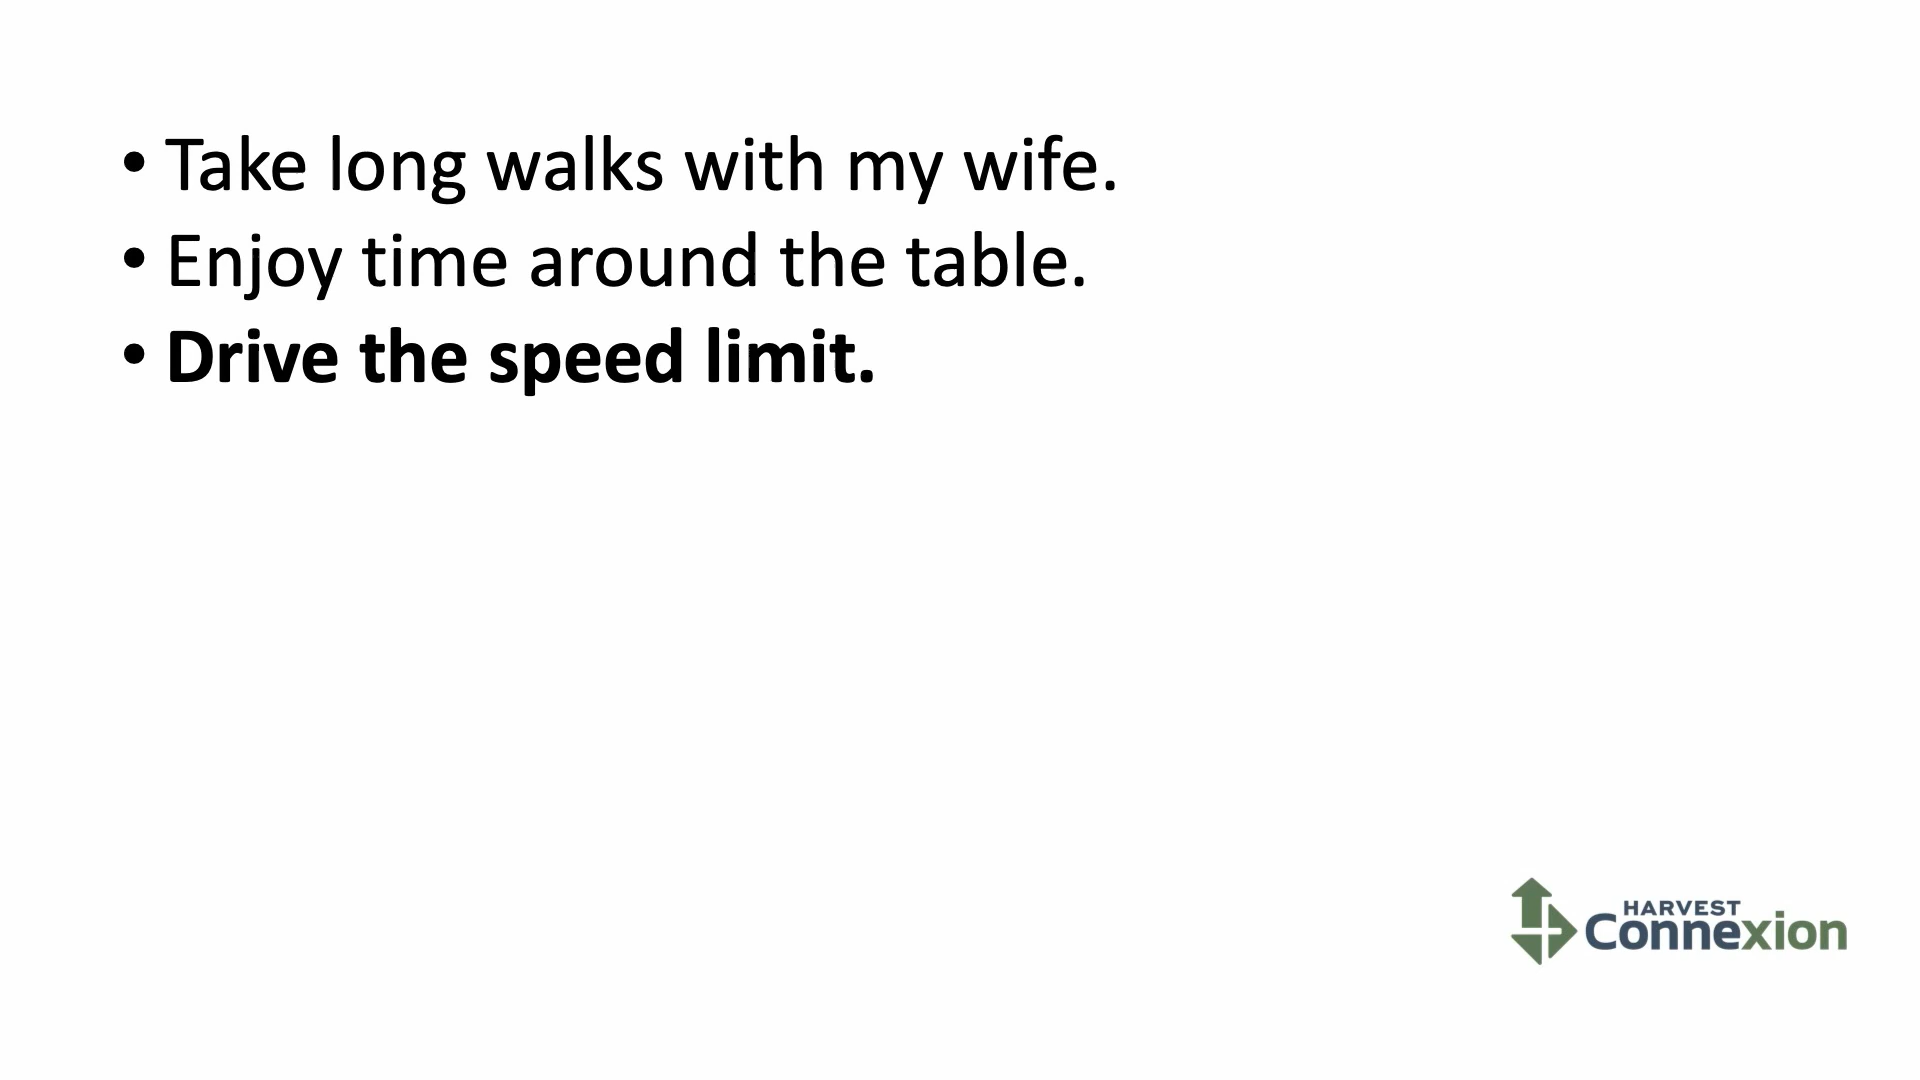 • Take long walks with my wife.
• Enjoy time around the table.
• Drive the speed limit.
HARVEST
Connexion